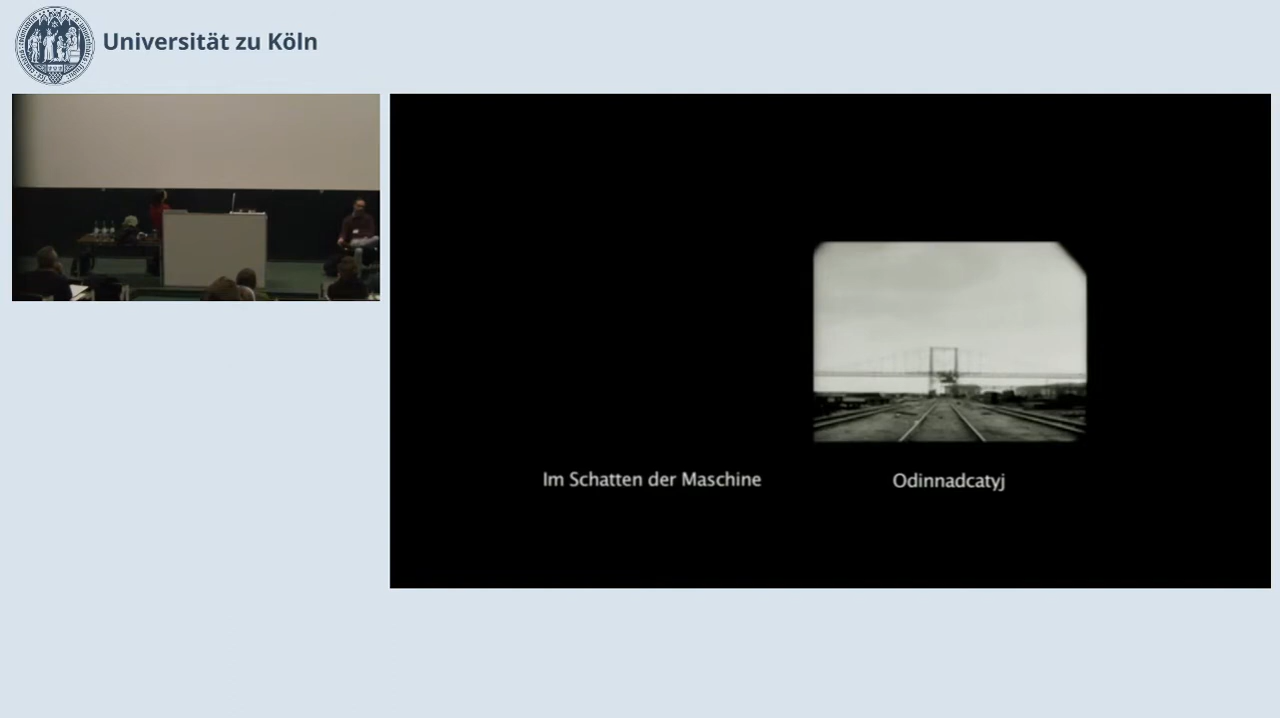 Universität zu Köln
Im Schatten der Maschine
Odinnadcatyj